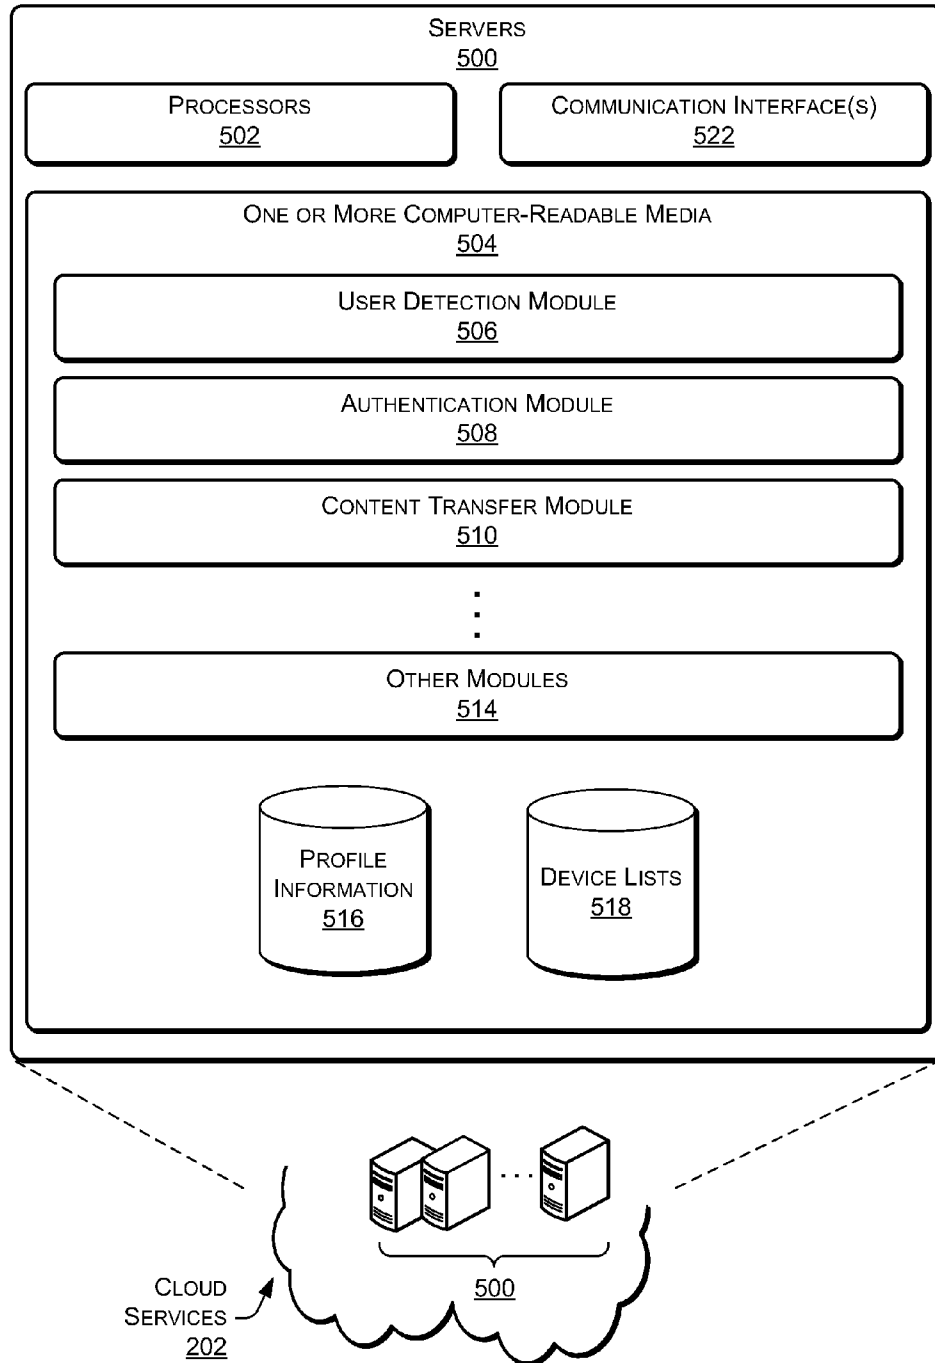 SERVERS
500
PROCESSORS
502
COMMUNICATION INTERFACE(S)
522
ONE OR MORE COMPUTER-READABLE MEDIA
504
USER DETECTION MODULE
506
AUTHENTICATION MODULE
508
CONTENT TRANSFER MODULE
510
OTHER MODULES
514
PROFILE
INFORMATION
516
DEVICE LISTS
518
500
CLOUD
SERVICES
202